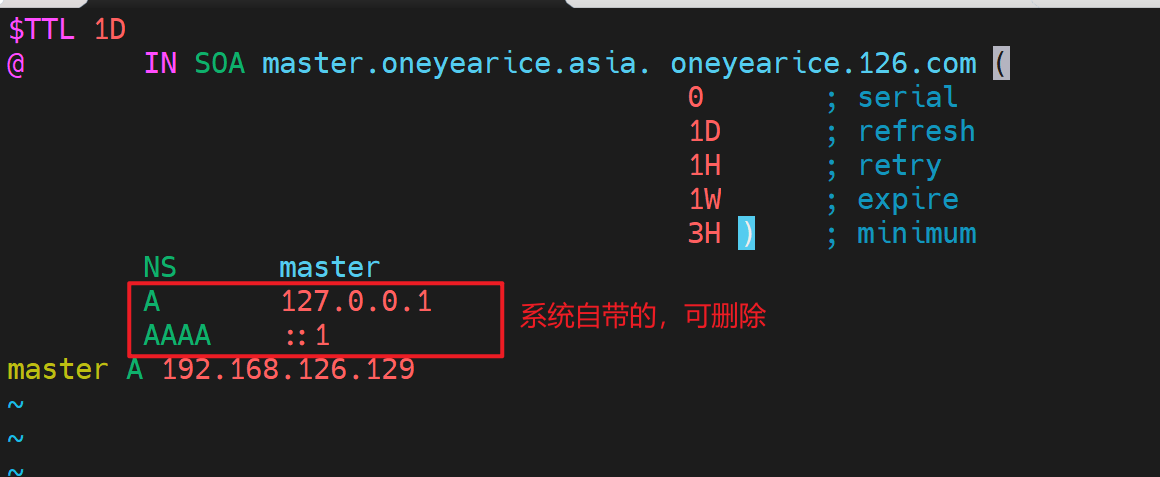 $TTL 1D
@ IN SOA master.oneyearice.asia. oneyearice.126.com (
0 ; serial
1D ; refresh
1H ; retry
1W ; expire
3H ) ; minimum
NS master
A 127.0.0.1
AAAA ::1
系统自带的，可删除
master A 192.168.126.129
~
~
~